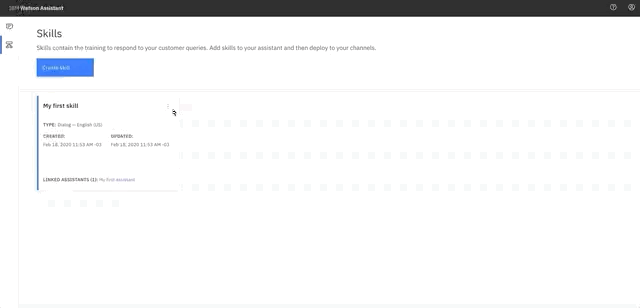 IBM Watson Assistant
Skills
Skills contain the training to respond to your customer queries. Add skills to your assistant and then deploy to your channels.
Create skill
My first skill
TYPE: Dialog – English (US)
CREATED: UPDATED:
Feb 18, 2020 11:53 AM -03 Feb 18, 2020 11:53 AM -03
LINKED ASSISTANTS (1): My first assistant